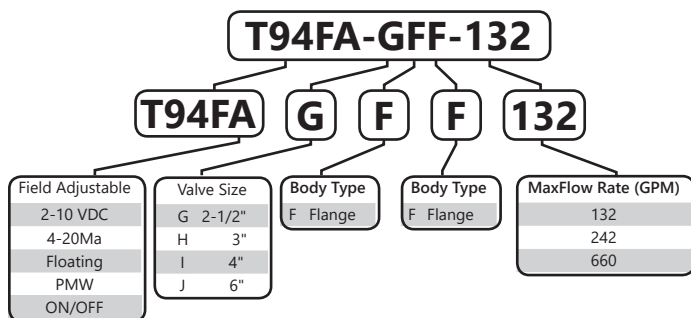 T94FA-GFF-132
T94FA
G
F
F
132
Field Adjustable
2-10 VDC
4-20Ma
Floating
PMW
ON/OFF
Valve Size
G 2-1/2"
H 3"
I 4"
J 6"
Body Type
F Flange
Body Type
F Flange
MaxFlow Rate (GPM)
132
242
660